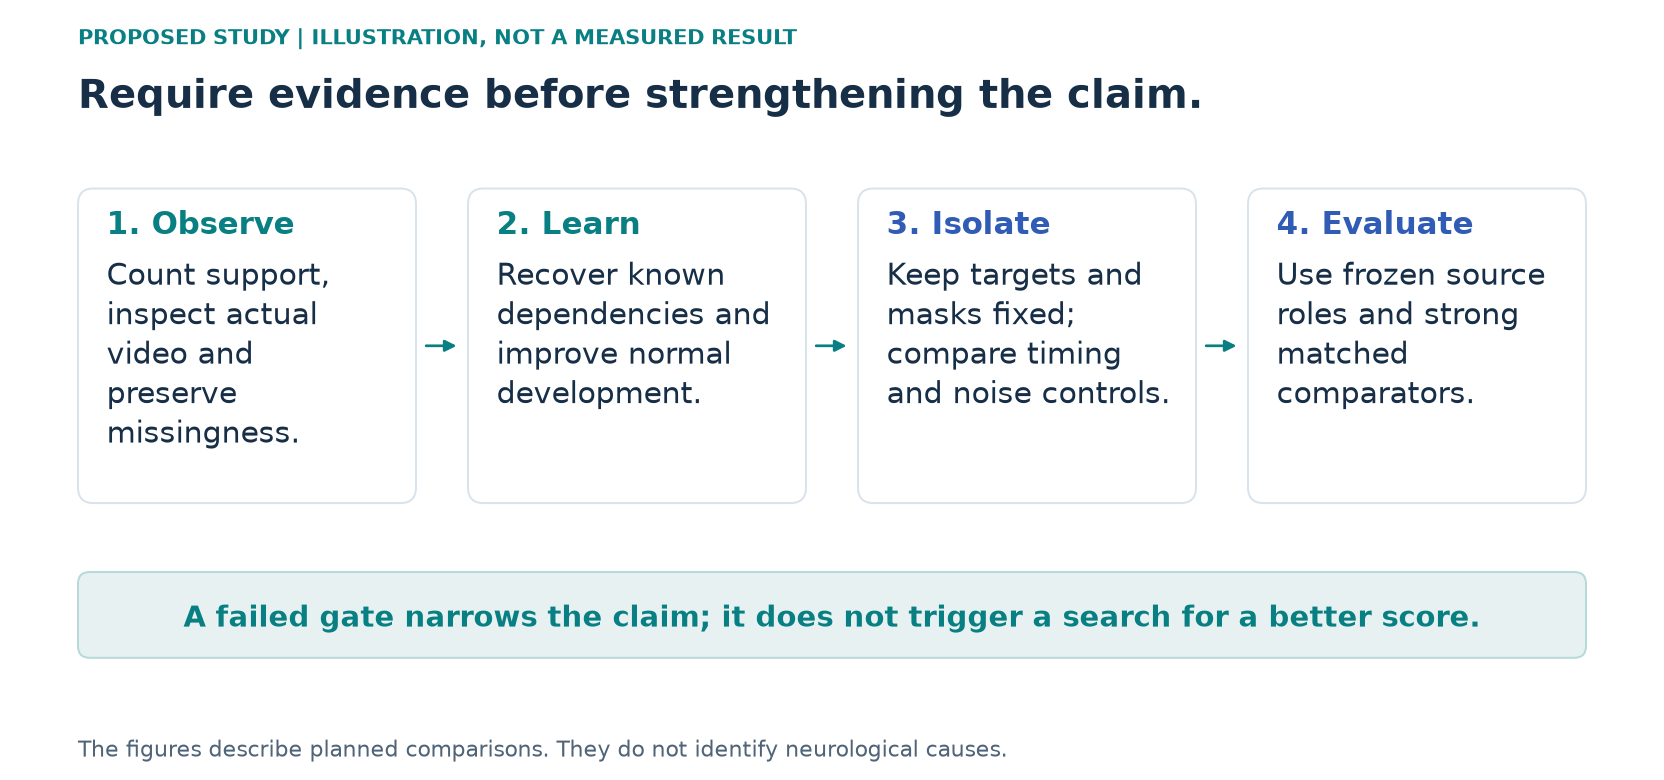 PROPOSED STUDY | ILLUSTRATION, NOT A MEASURED RESULT
Require evidence before strengthening the claim.
1. Observe
Count support,
inspect actual
video and
preserve
missingness.
2. Learn
Recover known
dependencies and
improve normal
development.
3. Isolate
Keep targets and
masks fixed;
compare timing
and noise controls.
4. Evaluate
Use frozen source
roles and strong
matched
comparators.
A failed gate narrows the claim; it does not trigger a search for a better score.
The figures describe planned comparisons. They do not identify neurological causes.